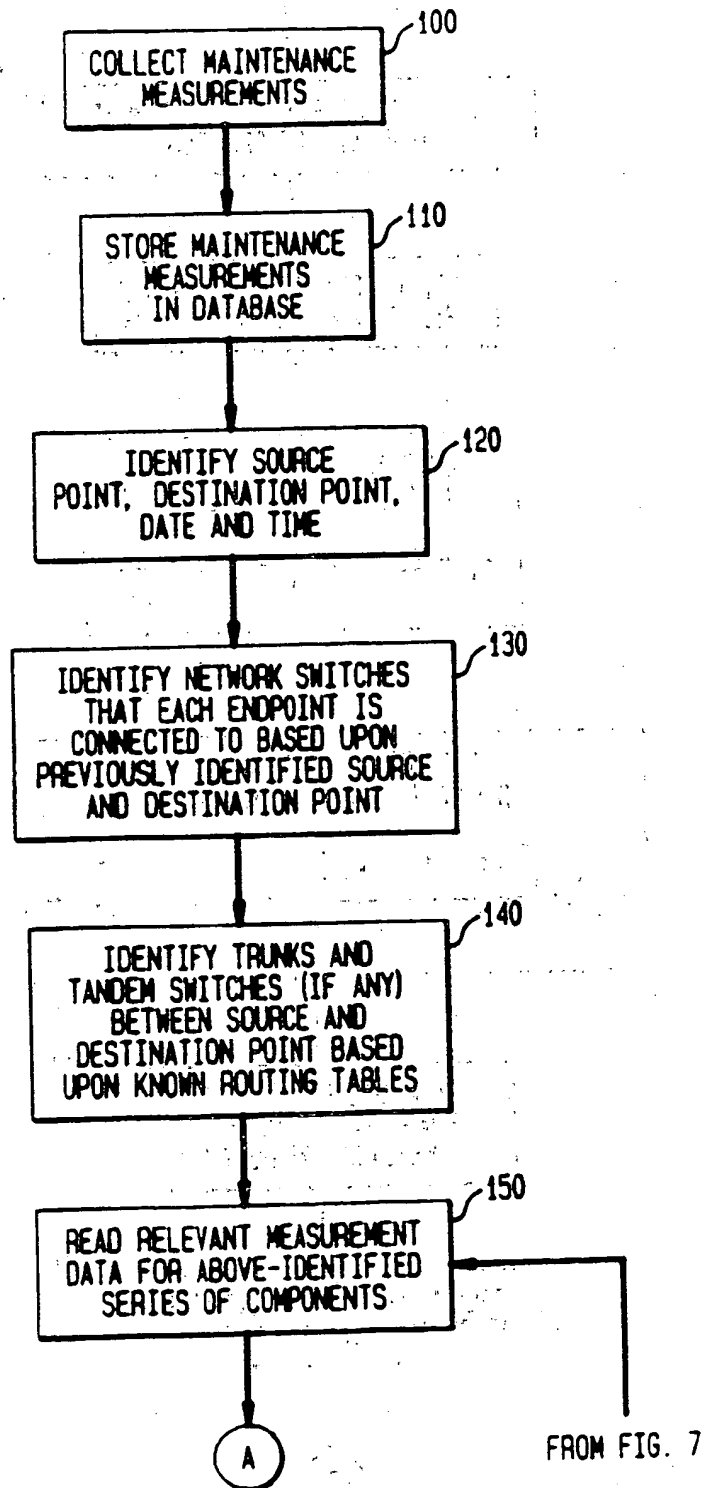 100
COLLECT MAINTENANCE
MEASUREMENTS
110
STORE MAINTENANCE
MEASUREMENTS
IN DATABASE
120
IDENTIFY SOURCE
POINT, DESTINATION POINT,
DATE AND TIME
130
IDENTIFY NETWORK SWITCHES
THAT EACH ENDPOINT IS
CONNECTED TO BASED UPON
PREVIOUSLY IDENTIFIED SOURCE
AND DESTINATION POINT
140
IDENTIFY TRUNKS AND
TANDEM SWITCHES (IF ANY)
BETWEEN SOURCE AND
DESTINATION POINT BASED
UPON KNOWN ROUTING TABLES
150
READ RELEVANT MEASUREMENT
DATA FOR ABOVE-IDENTIFIED
SERIES OF COMPONENTS
A
FROM FIG. 7